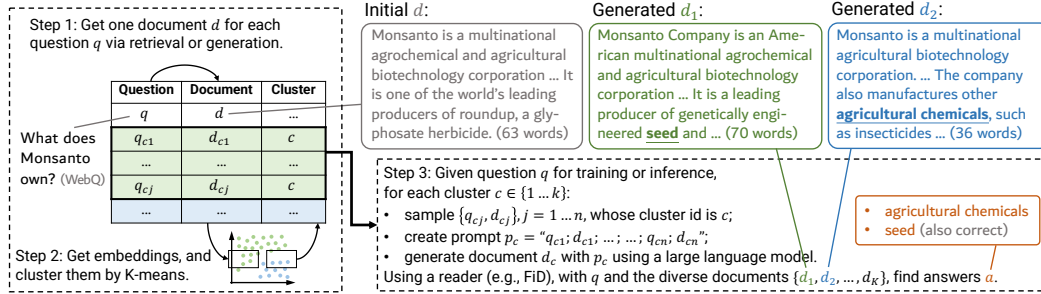 Step 1: Get one document d for each
question q via retrieval or generation.
Question Document Cluster
q d ...
q_c1 d_c1 c
... ... ...
q_cj d_cj c
... ... ...
What does
Monsanto
own? (WebQ)
Step 2: Get embeddings, and
cluster them by K-means.
Initial d:
Monsanto is a multinational
agrochemical and agricultural
biotechnology corporation ... It
is one of the world's leading
producers of roundup, a gly-
phosate herbicide. (63 words)
Generated d_1:
Monsanto Company is an Ame-
rican multinational agrochemical
and agricultural biotechnology
corporation ... It is a leading
producer of genetically engi-
neered seed and ... (70 words)
Generated d_2:
Monsanto is a multinational
agricultural biotechnology
corporation. ... The company
also manufactures other
agricultural chemicals, such
as insecticides ... (36 words)
Step 3: Given question q for training or inference,
for each cluster c ∈ {1 ... k}:
• sample {q_cj, d_cj}, j = 1 ... n, whose cluster id is c;
• create prompt p_c = "q_c1; d_c1; ... ; ... ; q_cn; d_cn";
• generate document d_c with p_c using a large language model.
Using a reader (e.g., FiD), with q and the diverse documents {d_1, d_2, ..., d_K}, find answers a.
• agricultural chemicals
• seed (also correct)